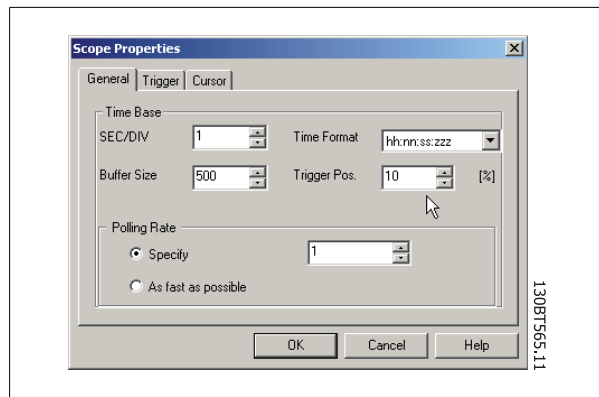 Scope Properties
General Trigger Cursor
Time Base
SEC/DIV 1 Time Format hh:nn:ss:zzz
Buffer Size 500 Trigger Pos. 10 [%]
Polling Rate
Specify 1
As fast as possible
OK Cancel Help
130BT565.11